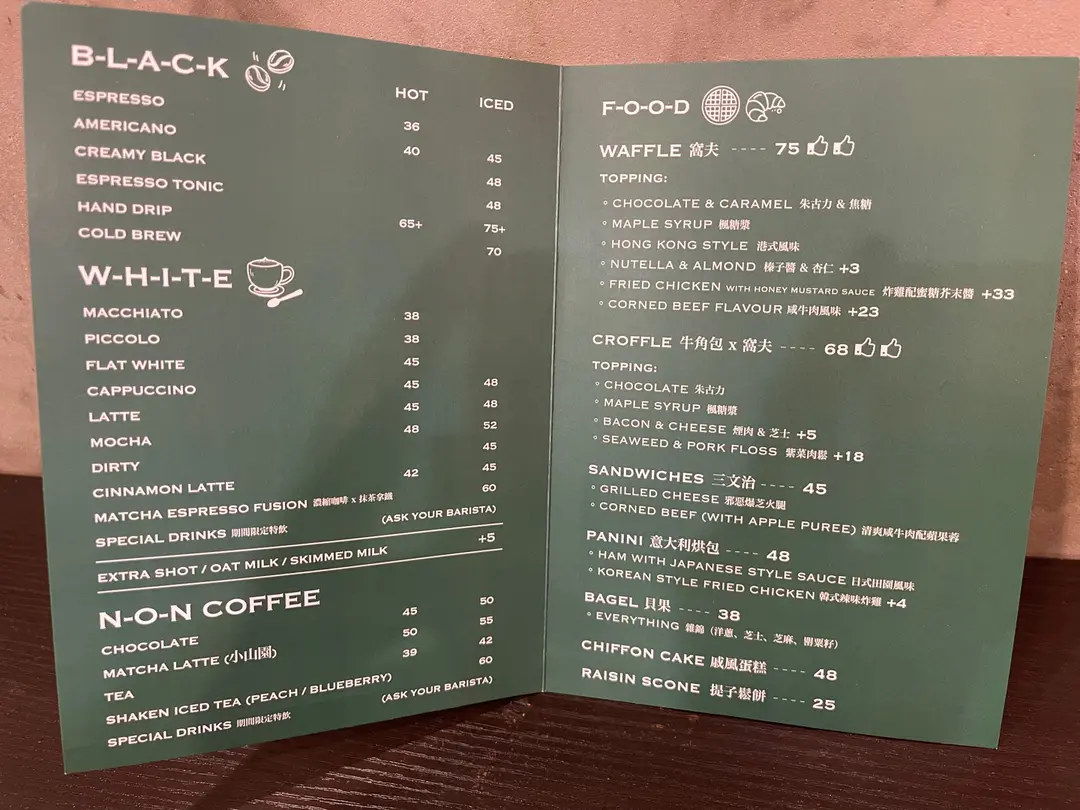 B-L-A-C-K HOT ICED
ESPRESSO 36
AMERICANO 40 45
CREAMY BLACK 48
ESPRESSO TONIC 48
HAND DRIP 65+ 75+
COLD BREW 70
W-H-I-T-E
MACCHIATO 38
PICCOLO 38
FLAT WHITE 45
CAPPUCCINO 45 48
LATTE 45 48
MOCHA 48 52
DIRTY 45
CINNAMON LATTE 42 45
MATCHA ESPRESSO FUSION 濃縮咖啡 x 抹茶拿鐵 60
SPECIAL DRINKS 期間限定特飲 (ASK YOUR BARISTA)
EXTRA SHOT / OAT MILK / SKIMMED MILK +5
N-O-N COFFEE
CHOCOLATE 45 50
MATCHA LATTE (小山園) 50 55
TEA 39 42
SHAKEN ICED TEA (PEACH / BLUEBERRY) 60
SPECIAL DRINKS 期間限定特飲 (ASK YOUR BARISTA)
F-O-O-D
WAFFLE 窩夫 ---- 75
TOPPING:
◦ CHOCOLATE & CARAMEL 朱古力 & 焦糖
◦ MAPLE SYRUP 楓糖漿
◦ HONG KONG STYLE 港式風味
◦ NUTELLA & ALMOND 榛子醬 & 杏仁 +3
◦ FRIED CHICKEN WITH HONEY MUSTARD SAUCE 炸雞配蜜糖芥末醬 +33
◦ CORNED BEEF FLAVOUR 咸牛肉風味 +23
CROFFLE 牛角包 x 窩夫 ---- 68
TOPPING:
◦ CHOCOLATE 朱古力
◦ MAPLE SYRUP 楓糖漿
◦ BACON & CHEESE 煙肉 & 芝士 +5
◦ SEAWEED & PORK FLOSS 紫菜肉鬆 +18
SANDWICHES 三文治 ---- 45
◦ GRILLED CHEESE 邪惡爆芝火腿
◦ CORNED BEEF (WITH APPLE PUREE) 清爽咸牛肉配蘋果蓉
PANINI 意大利烘包 ---- 48
◦ HAM WITH JAPANESE STYLE SAUCE 日式田園風味
◦ KOREAN STYLE FRIED CHICKEN 韓式辣味炸雞 +4
BAGEL 貝果 ---- 38
◦ EVERYTHING 雜錦 (洋蔥、芝士、芝麻、罌粟籽)
CHIFFON CAKE 戚風蛋糕 ---- 48
RAISIN SCONE 提子鬆餅 ---- 25